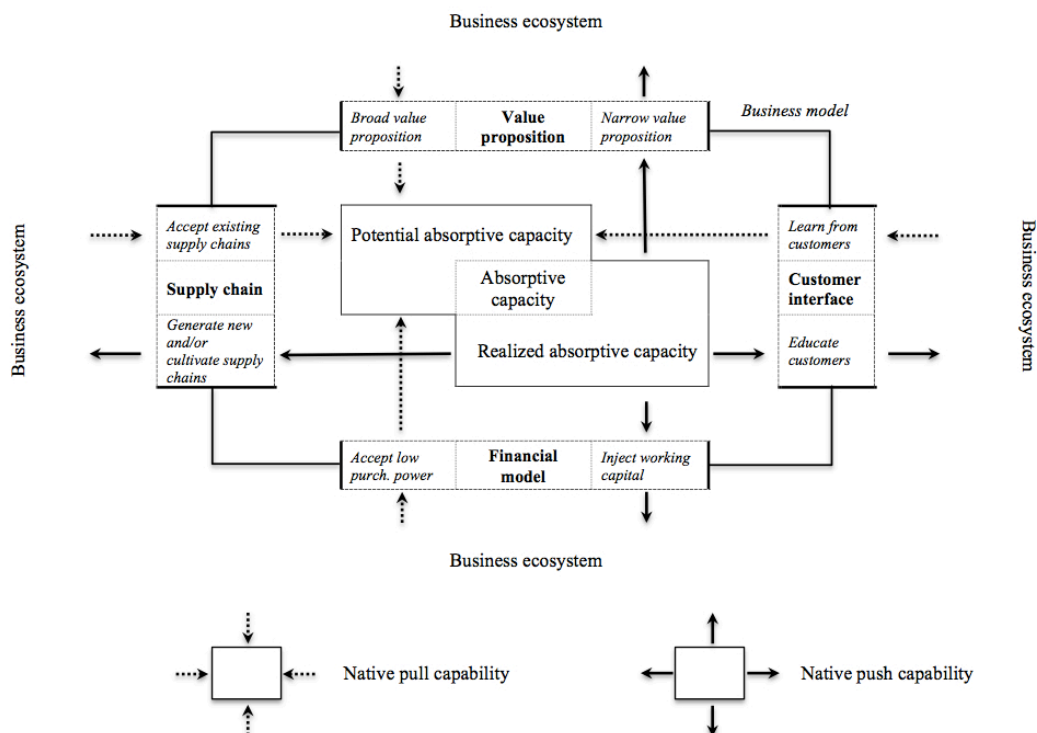 Business ecosystem
Broad value
proposition
Value
proposition
Narrow value
proposition
Business model
Business ecosystem
Accept existing
supply chains
Supply chain
Generate new
and/or
cultivate supply
chains
Potential absorptive capacity
Absorptive
capacity
Realized absorptive capacity
Learn from
customers
Customer
interface
Educate
customers
Business ecosystem
Accept low
purch. power
Financial
model
Inject working
capital
Business ecosystem
Native pull capability
Native push capability